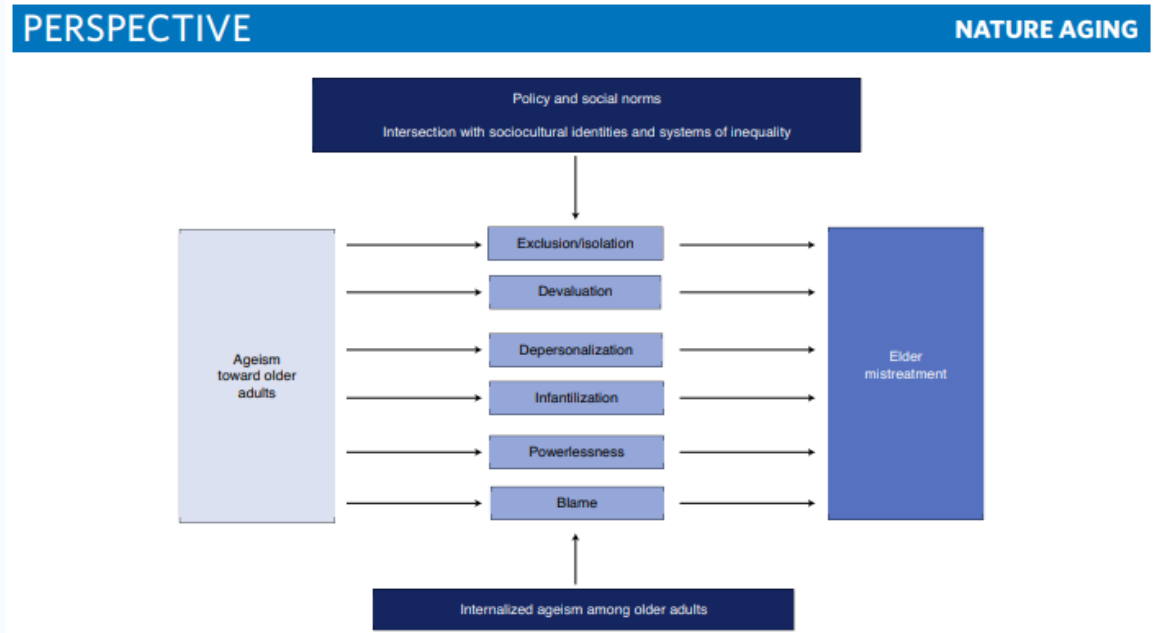 PERSPECTIVE
NATURE AGING
Policy and social norms
Intersection with sociocultural identities and systems of inequality
Exclusion/isolation
Devaluation
Depersonalization
Infantilization
Powerlessness
Blame
Ageism
toward older
adults
Elder
mistreatment
Internalized ageism among older adults